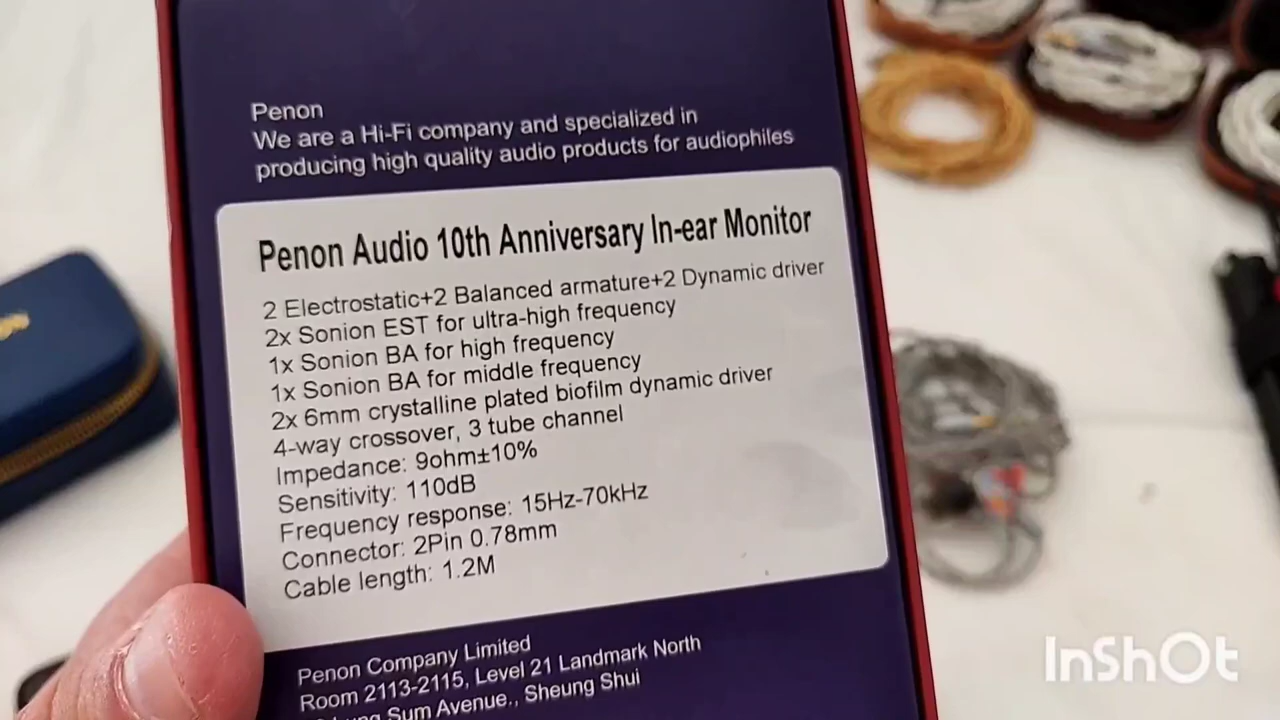 Penon
We are a Hi-Fi company and specialized in
producing high quality audio products for audiophiles
Penon Audio 10th Anniversary In-ear Monitor
2 Electrostatic+2 Balanced armature+2 Dynamic driver
2x Sonion EST for ultra-high frequency
1x Sonion BA for high frequency
1x Sonion BA for middle frequency
2x 6mm crystalline plated biofilm dynamic driver
4-way crossover, 3 tube channel
Impedance: 9ohm±10%
Sensitivity: 110dB
Frequency response: 15Hz-70kHz
Connector: 2Pin 0.78mm
Cable length: 1.2M
Penon Company Limited
Room 2113-2115, Level 21 Landmark North
Sum Avenue., Sheung Shui
InShOt